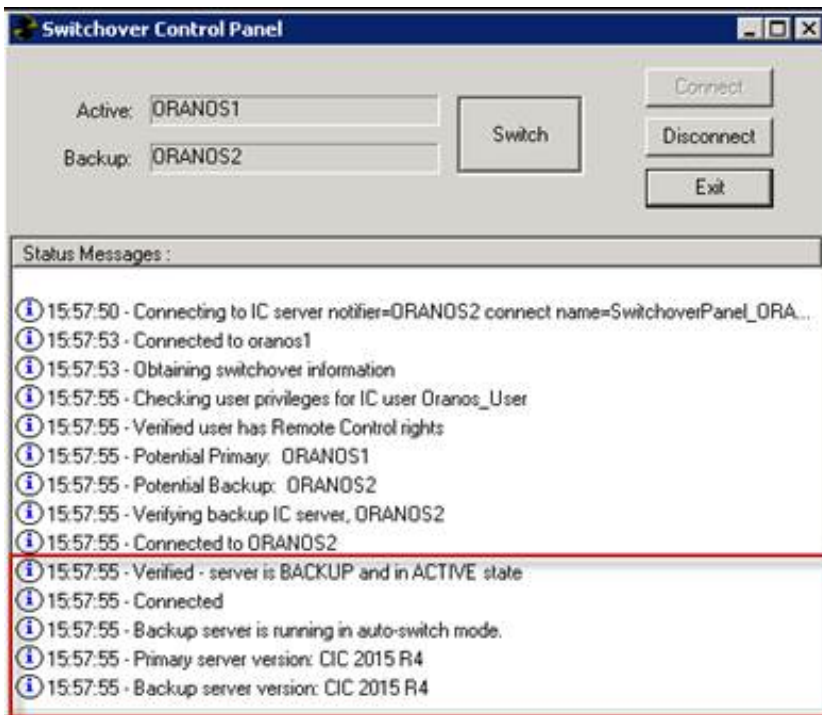 Switchover Control Panel
Connect
Active: ORANOS1
Switch
Disconnect
Backup: ORANOS2
Exit
Status Messages :
15:57:50 - Connecting to IC server notifier=ORANOS2 connect name=SwitchoverPanel_ORA...
15:57:53 - Connected to oranos1
15:57:53 - Obtaining switchover information
15:57:55 - Checking user privileges for IC user Oranos_User
15:57:55 - Verified user has Remote Control rights
15:57:55 - Potential Primary:  ORANOS1
15:57:55 - Potential Backup:  ORANOS2
15:57:55 - Verifying backup IC server, ORANOS2
15:57:55 - Connected to ORANOS2
15:57:55 - Verified - server is BACKUP and in ACTIVE state
15:57:55 - Connected
15:57:55 - Backup server is running in auto-switch mode.
15:57:55 - Primary server version: CIC 2015 R4
15:57:55 - Backup server version: CIC 2015 R4